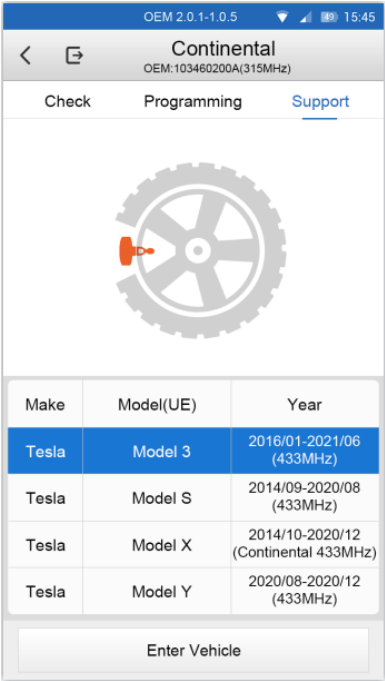 OEM 2.0.1-1.0.5 49 15:45
Continental
OEM:103460200A(315MHz)
Check Programming Support
Make Model(UE) Year
Tesla Model 3 2016/01-2021/06
(433MHz)
Tesla Model S 2014/09-2020/08
(433MHz)
Tesla Model X 2014/10-2020/12
(Continental 433MHz)
Tesla Model Y 2020/08-2020/12
(433MHz)
Enter Vehicle